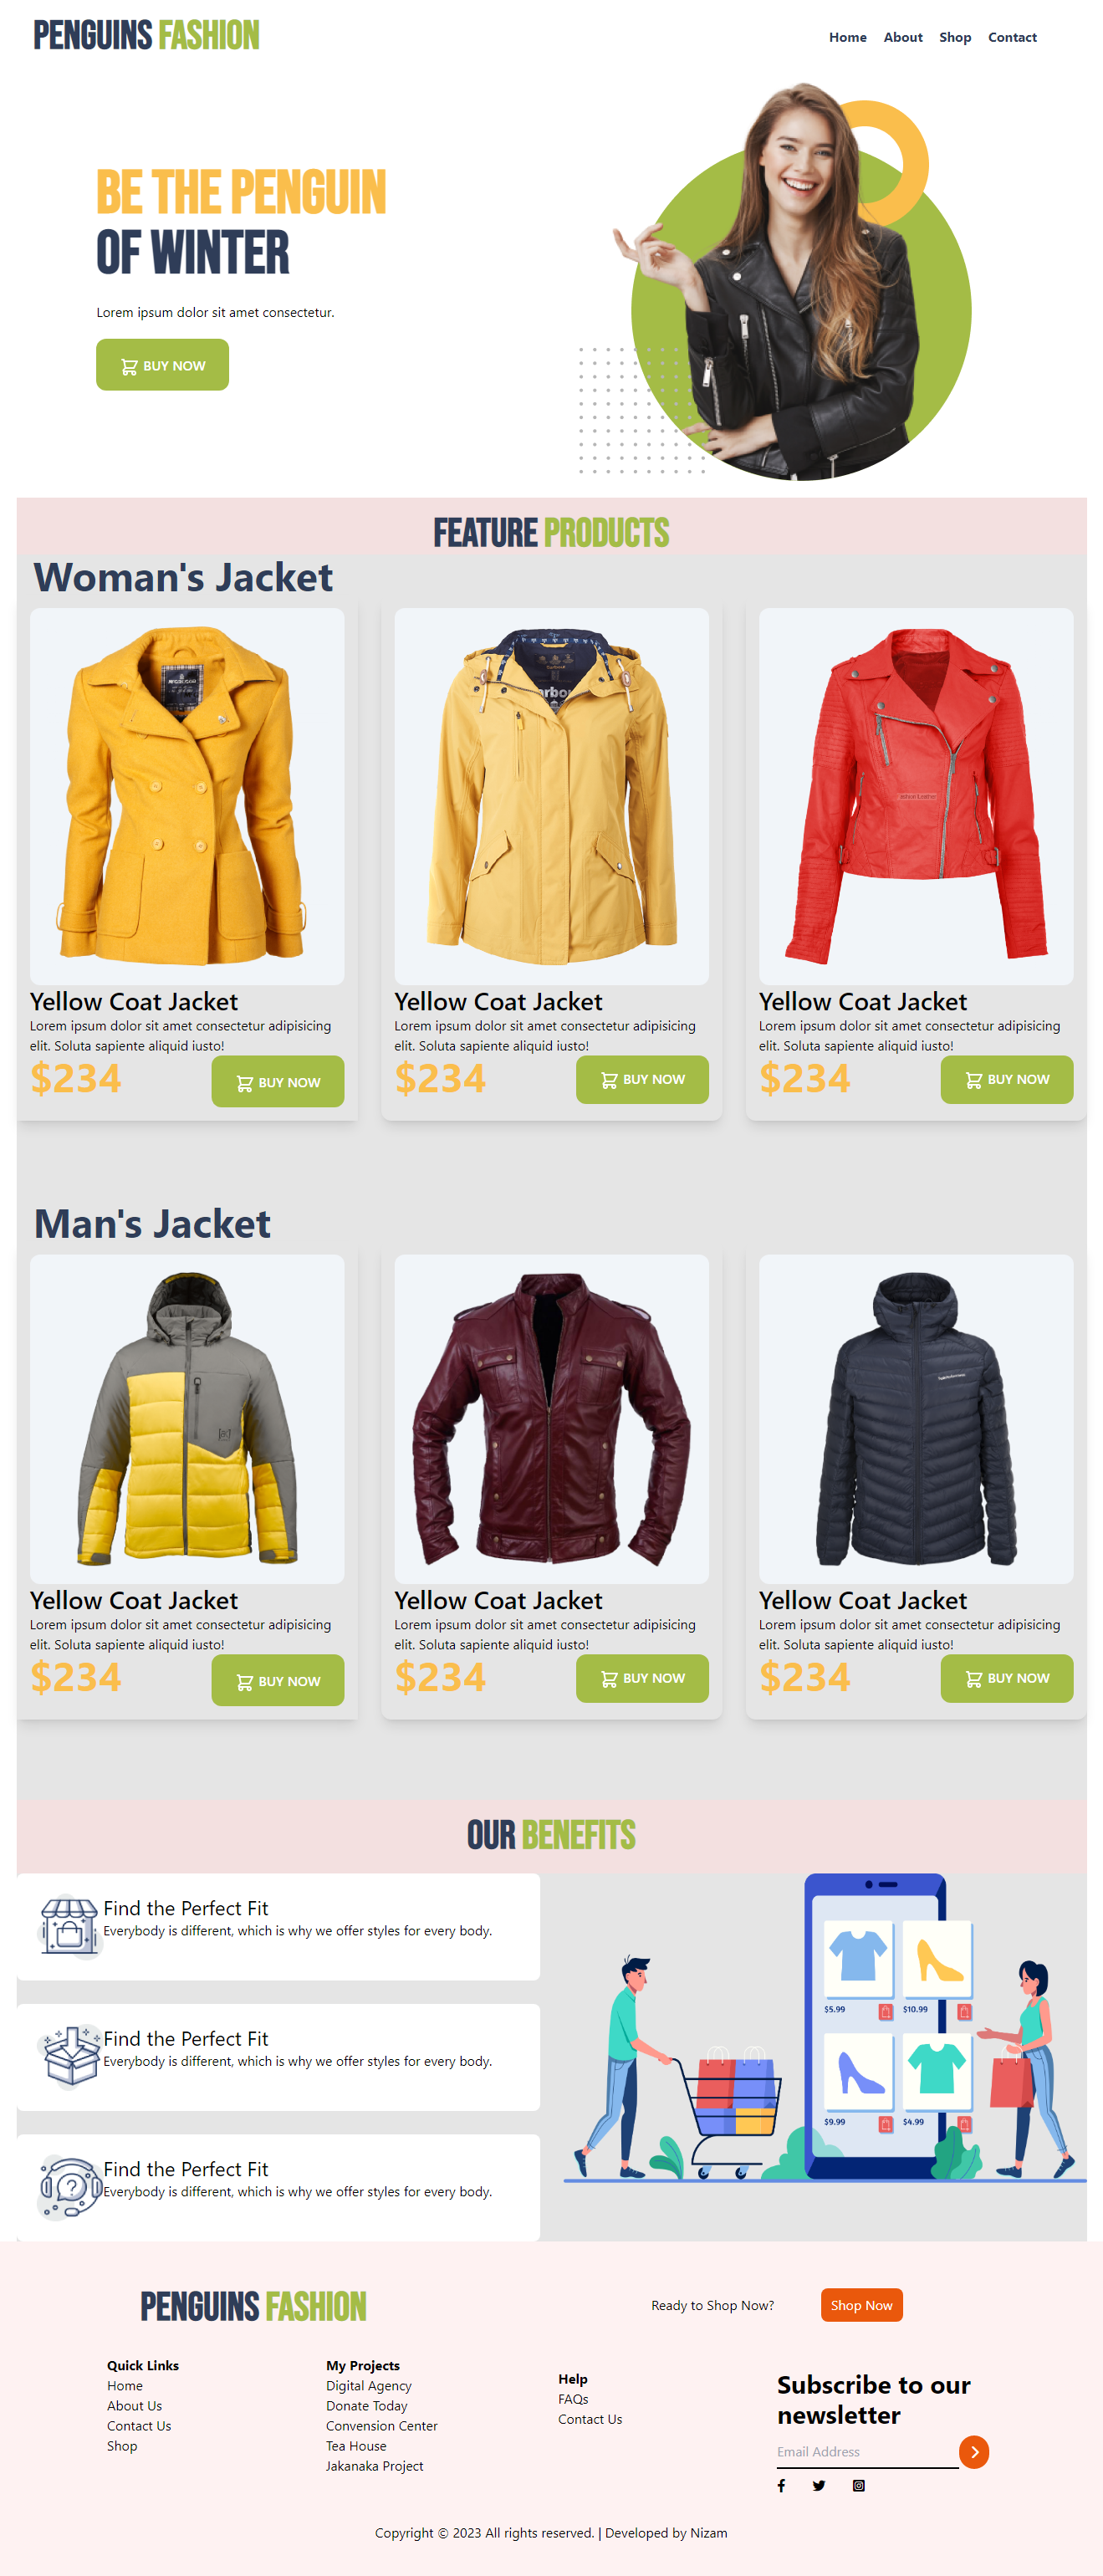 PENGUINS FASHION
Home About Shop Contact
BE THE PENGUIN
OF WINTER
Lorem ipsum dolor sit amet consectetur.
BUY NOW
FEATURE PRODUCTS
Woman's Jacket
Yellow Coat Jacket
Lorem ipsum dolor sit amet consectetur adipisicing
elit. Soluta sapiente aliquid iusto!
$234
BUY NOW
Yellow Coat Jacket
Lorem ipsum dolor sit amet consectetur adipisicing
elit. Soluta sapiente aliquid iusto!
$234
BUY NOW
Yellow Coat Jacket
Lorem ipsum dolor sit amet consectetur adipisicing
elit. Soluta sapiente aliquid iusto!
$234
BUY NOW
Man's Jacket
Yellow Coat Jacket
Lorem ipsum dolor sit amet consectetur adipisicing
elit. Soluta sapiente aliquid iusto!
$234
BUY NOW
Yellow Coat Jacket
Lorem ipsum dolor sit amet consectetur adipisicing
elit. Soluta sapiente aliquid iusto!
$234
BUY NOW
Yellow Coat Jacket
Lorem ipsum dolor sit amet consectetur adipisicing
elit. Soluta sapiente aliquid iusto!
$234
BUY NOW
OUR BENEFITS
Find the Perfect Fit
Everybody is different, which is why we offer styles for every body.
Find the Perfect Fit
Everybody is different, which is why we offer styles for every body.
Find the Perfect Fit
Everybody is different, which is why we offer styles for every body.
$5.99
$10.99
$9.99
$4.99
PENGUINS FASHION
Ready to Shop Now?
Shop Now
Quick Links
Home
About Us
Contact Us
Shop
My Projects
Digital Agency
Donate Today
Convension Center
Tea House
Jakanaka Project
Help
FAQs
Contact Us
Subscribe to our
newsletter
Email Address
Copyright © 2023 All rights reserved. | Developed by Nizam